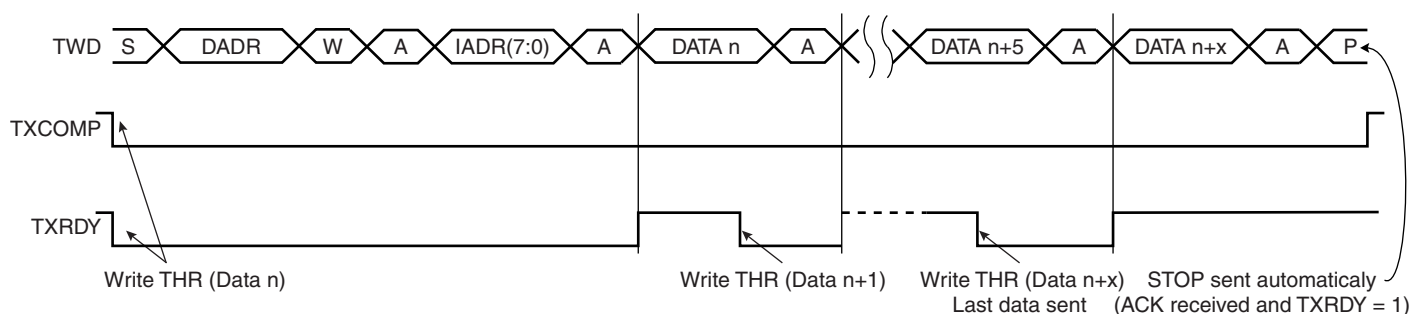 TWD S DADR W A IADR(7:0) A DATA n A DATA n+5 A DATA n+x A P
TXCOMP
TXRDY
Write THR (Data n) Write THR (Data n+1) Write THR (Data n+x) STOP sent automaticaly
Last data sent (ACK received and TXRDY = 1)